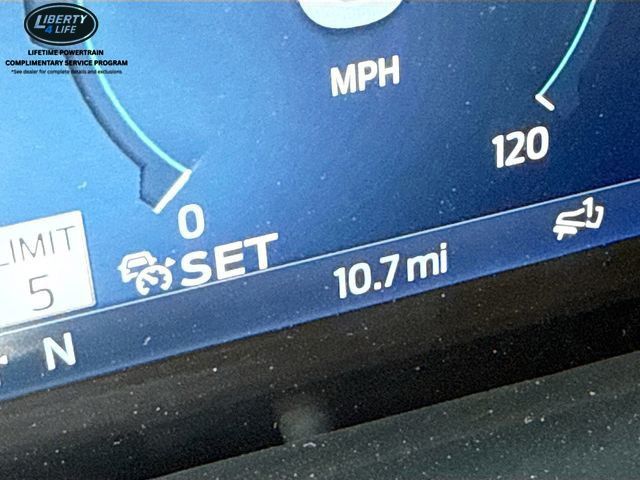 LIBERTY
4 LIFE
LIFETIME POWERTRAIN
COMPLIMENTARY SERVICE PROGRAM
*See dealer for complete details and exclusions
MPH
120
0
LIMIT
5
SET
10.7 mi
1
N